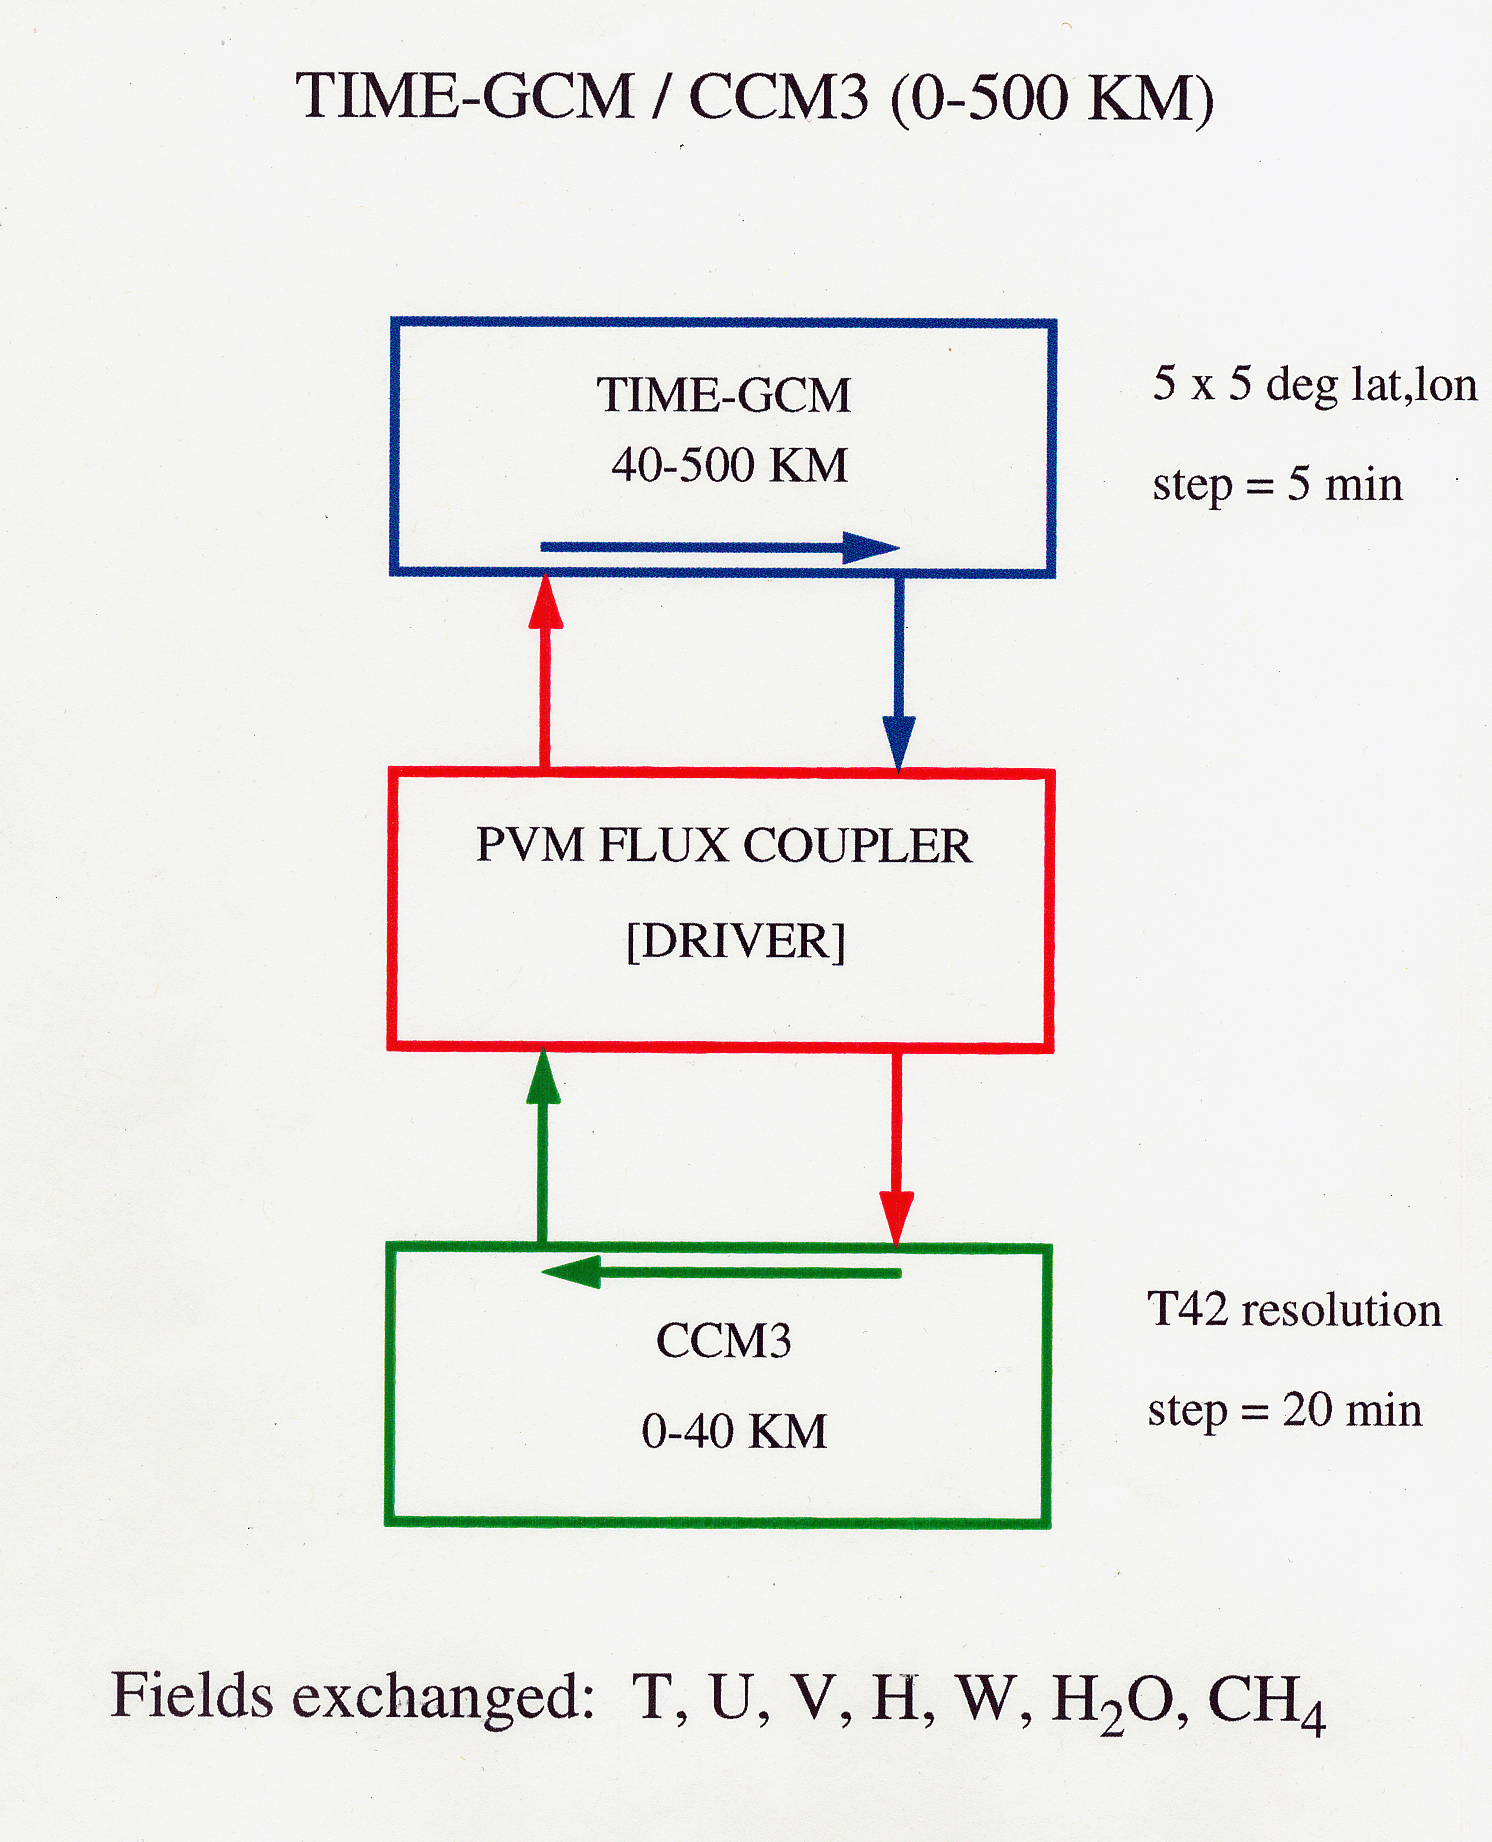 TIME-GCM / CCM3 (0-500 KM)
TIME-GCM
40-500 KM
5 x 5 deg lat,lon
step = 5 min
PVM FLUX COUPLER
[DRIVER]
CCM3
0-40 KM
T42 resolution
step = 20 min
Fields exchanged: T, U, V, H, W, H₂O, CH₄